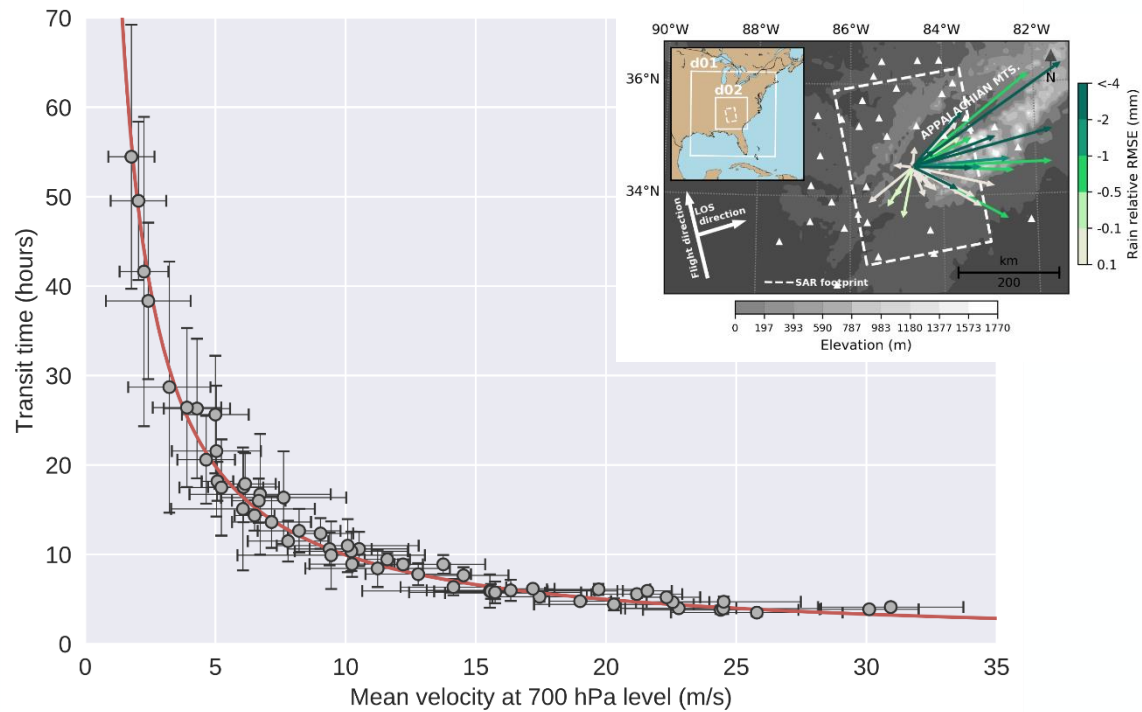 70
60
50
40
30
20
10
0
Transit time (hours)
0 5 10 15 20 25 30 35
Mean velocity at 700 hPa level (m/s)
90°W 88°W 86°W 84°W 82°W
36°N
34°N
d01
d02
APPALACHIAN MTS.
N
LOS
direction
Flight direction
SAR footprint
km
200
<-4
-2
-1
-0.5
-0.1
0.1
Rain relative RMSE (mm)
0 197 393 590 787 983 1180 1377 1573 1770
Elevation (m)